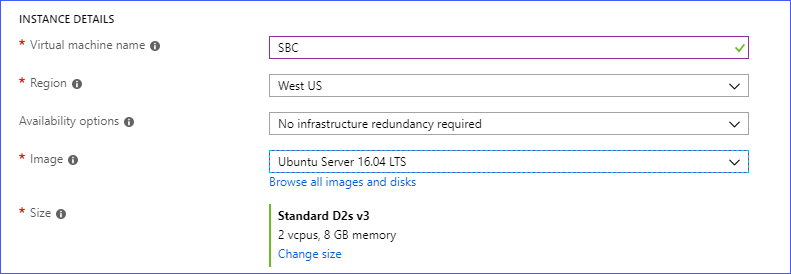 INSTANCE DETAILS
* Virtual machine name SBC
* Region West US
Availability options No infrastructure redundancy required
* Image Ubuntu Server 16.04 LTS
Browse all images and disks
* Size Standard D2s v3
2 vcpus, 8 GB memory
Change size